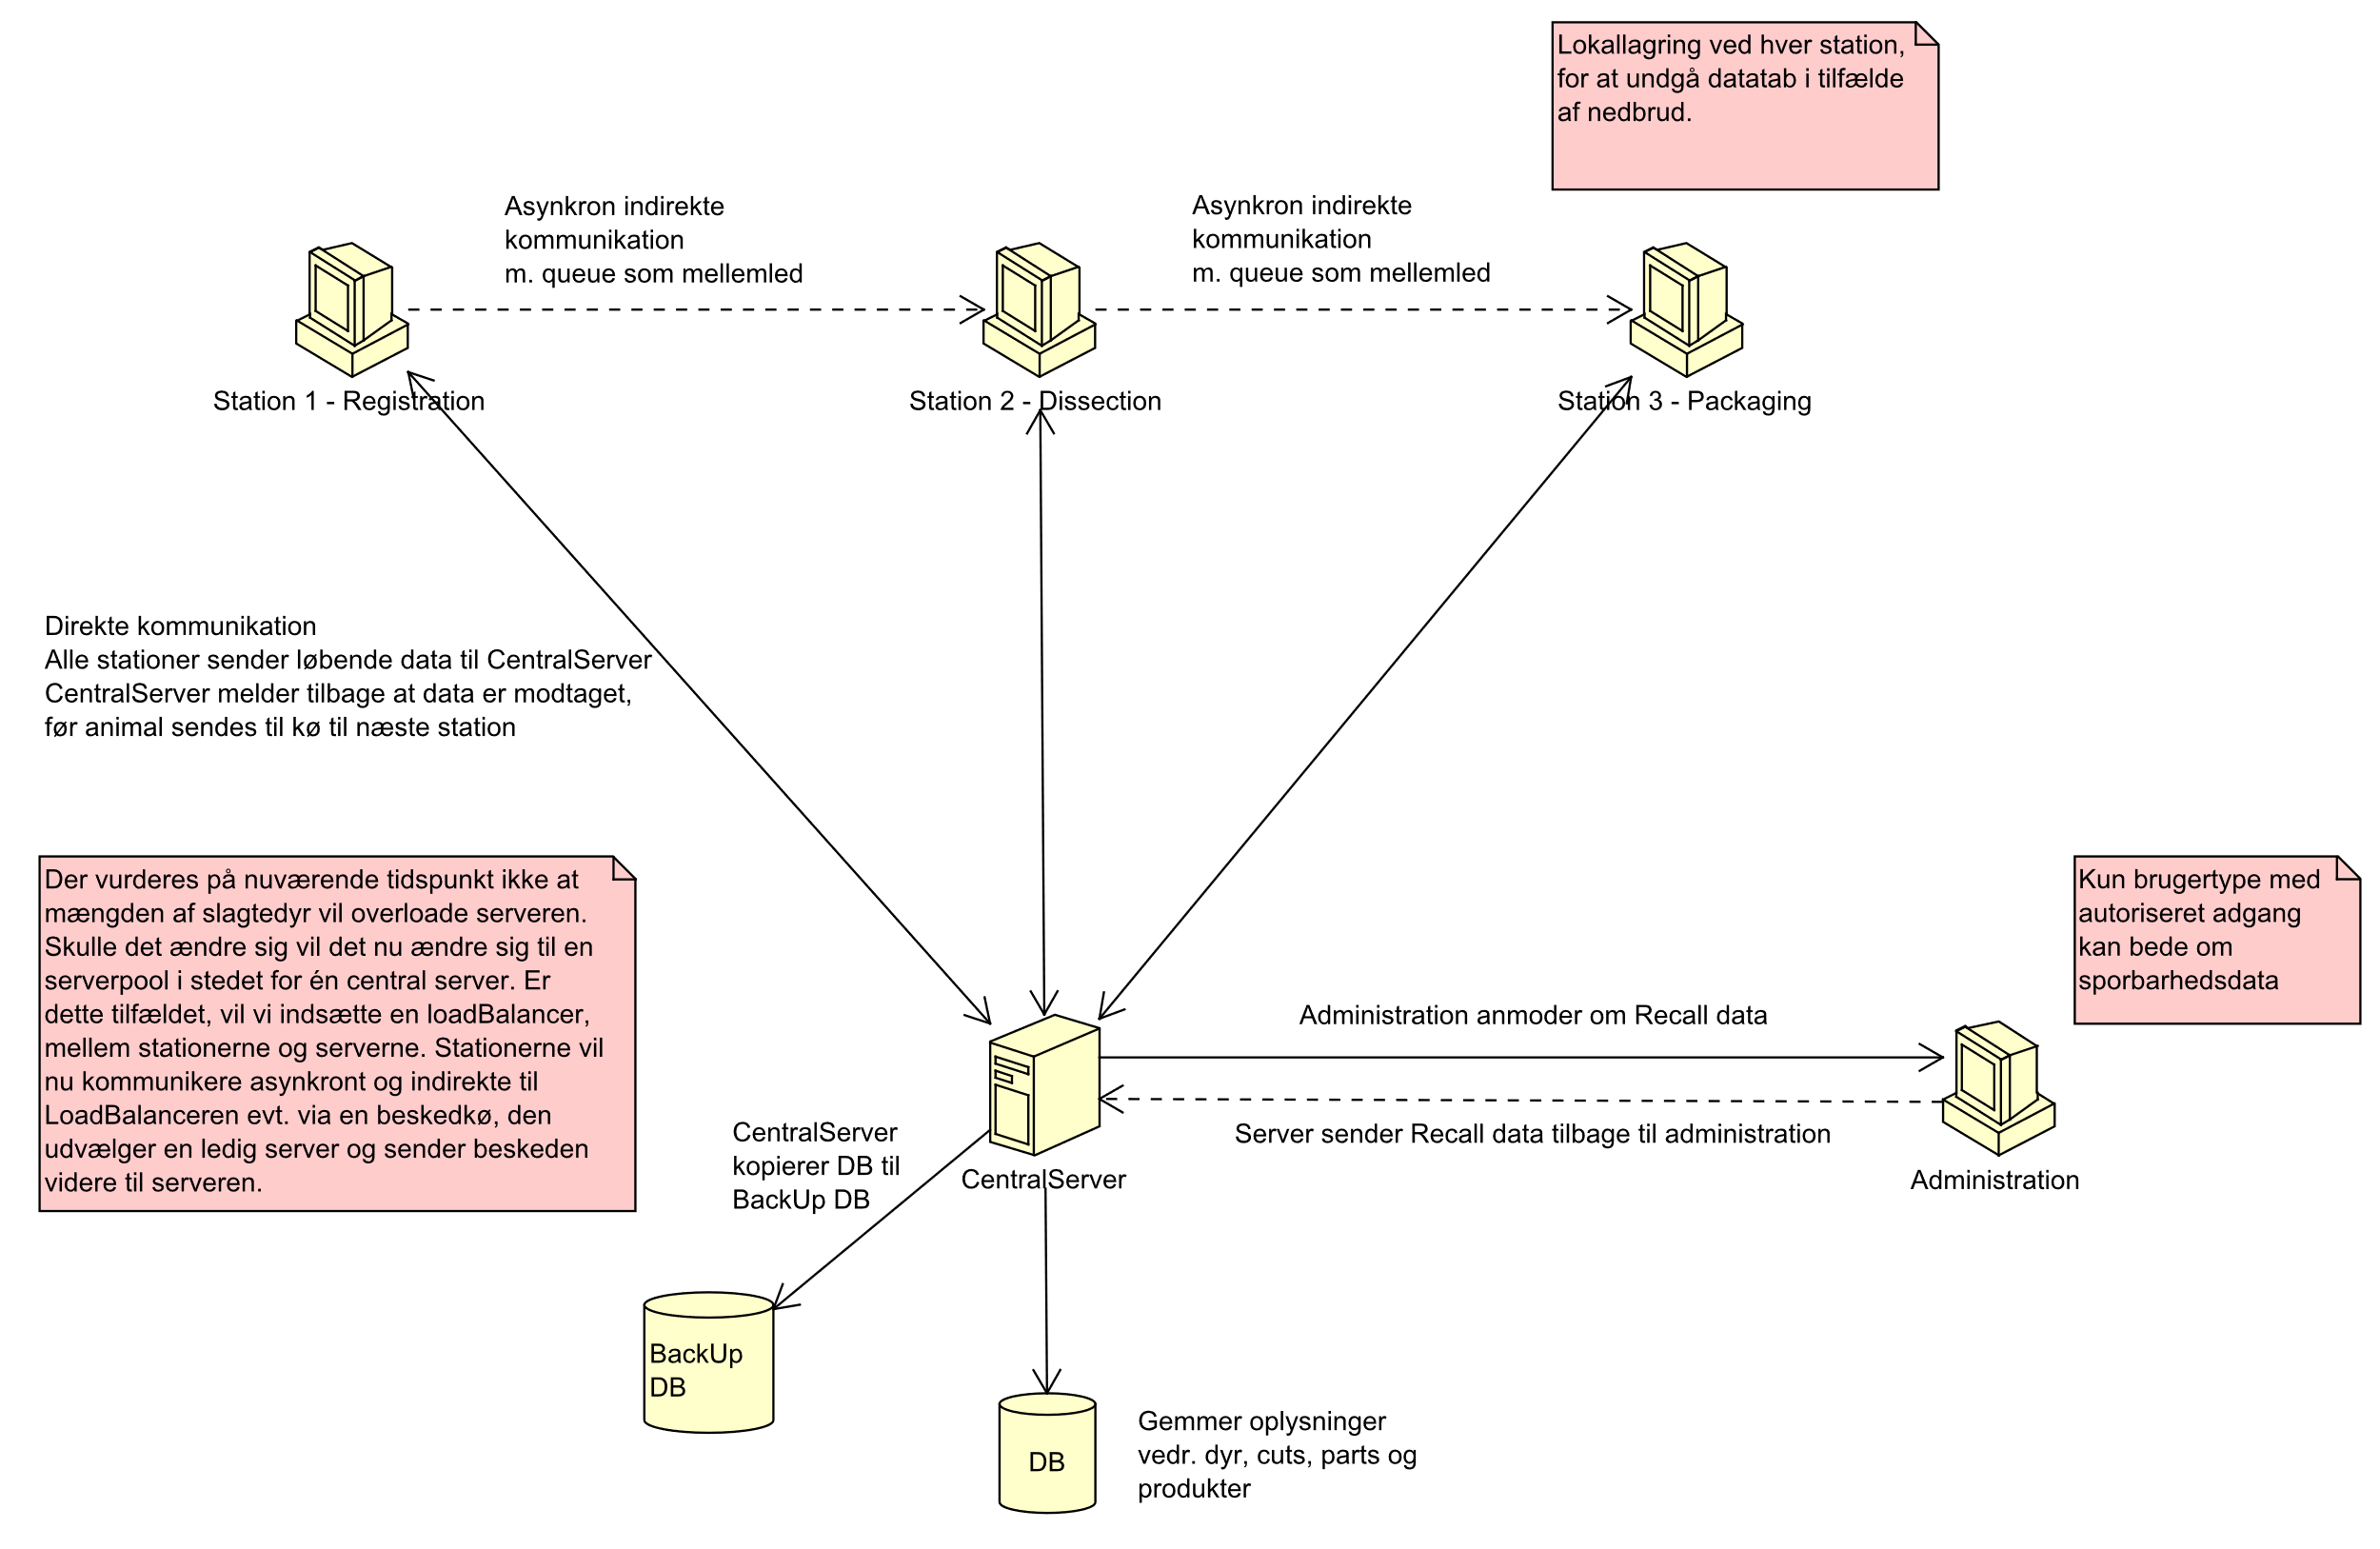 Lokallagring ved hver station,
for at undgå datatab i tilfælde
af nedbrud.
Asynkron indirekte
kommunikation
m. queue som mellemled
Asynkron indirekte
kommunikation
m. queue som mellemled
Station 1 - Registration
Station 2 - Dissection
Station 3 - Packaging
Direkte kommunikation
Alle stationer sender løbende data til CentralServer
CentralServer melder tilbage at data er modtaget,
før animal sendes til kø til næste station
Der vurderes på nuværende tidspunkt ikke at
mængden af slagtedyr vil overloade serveren.
Skulle det ændre sig vil det nu ændre sig til en
serverpool i stedet for én central server. Er
dette tilfældet, vil vi indsætte en loadBalancer,
mellem stationerne og serverne. Stationerne vil
nu kommunikere asynkront og indirekte til
LoadBalanceren evt. via en beskedkø, den
udvælger en ledig server og sender beskeden
videre til serveren.
Kun brugertype med
autoriseret adgang
kan bede om
sporbarhedsdata
Administration anmoder om Recall data
Server sender Recall data tilbage til administration
CentralServer
kopierer DB til
BackUp DB
CentralServer
Administration
BackUp
DB
DB
Gemmer oplysninger
vedr. dyr, cuts, parts og
produkter